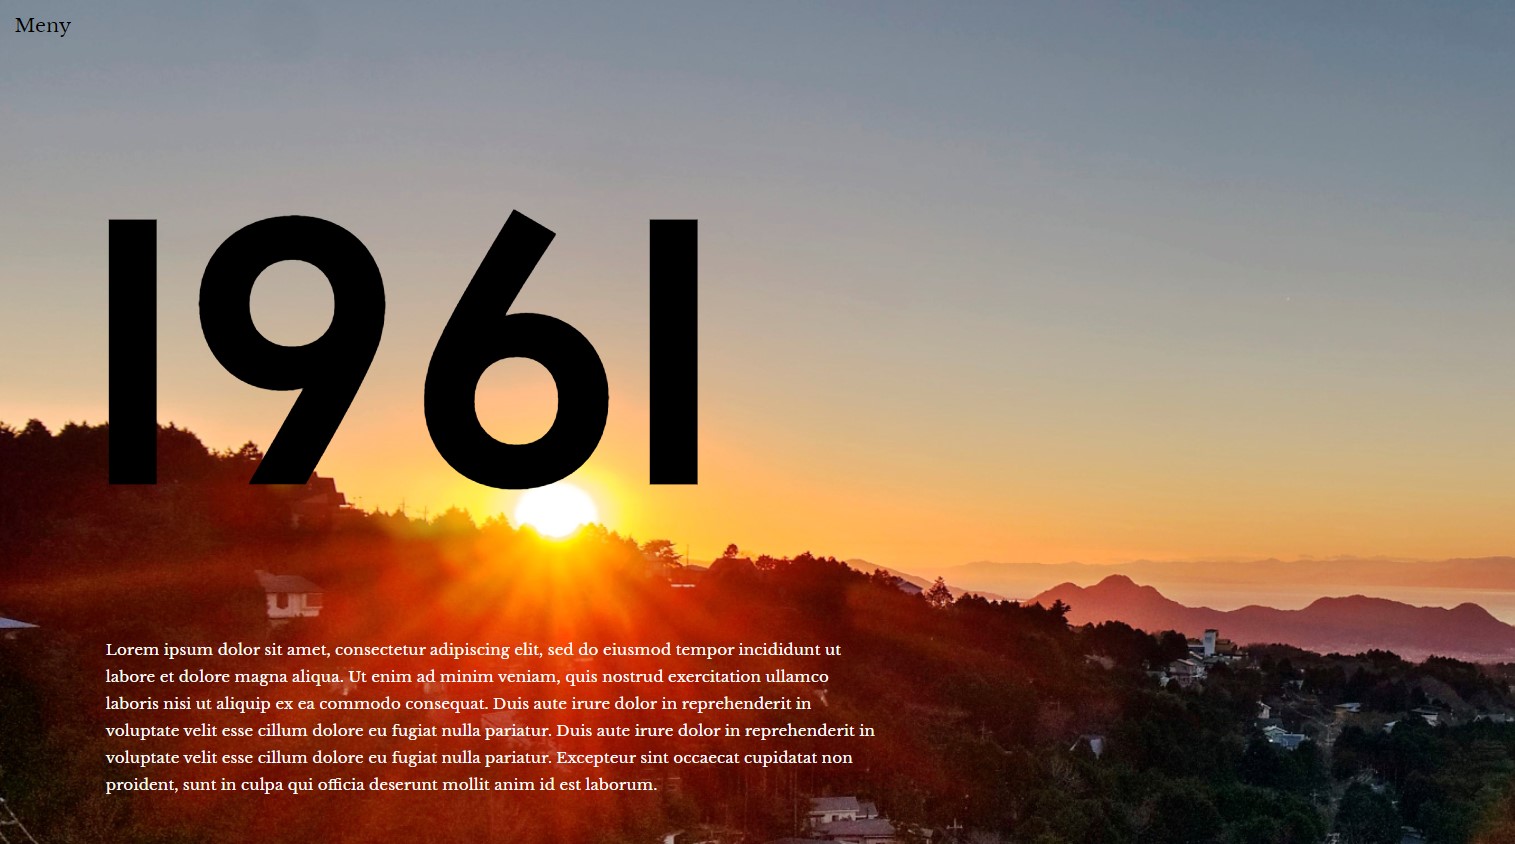 Meny
1961
Lorem ipsum dolor sit amet, consectetur adipiscing elit, sed do eiusmod tempor incididunt ut
labore et dolore magna aliqua. Ut enim ad minim veniam, quis nostrud exercitation ullamco
laboris nisi ut aliquip ex ea commodo consequat. Duis aute irure dolor in reprehenderit in
voluptate velit esse cillum dolore eu fugiat nulla pariatur. Duis aute irure dolor in reprehenderit in
voluptate velit esse cillum dolore eu fugiat nulla pariatur. Excepteur sint occaecat cupidatat non
proident, sunt in culpa qui officia deserunt mollit anim id est laborum.